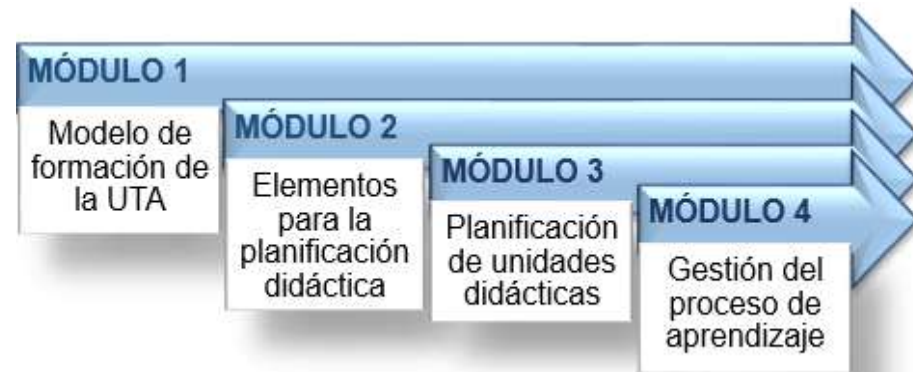 MÓDULO 1
Modelo de
formación de
la UTA
MÓDULO 2
Elementos
para la
planificación
didáctica
MÓDULO 3
Planificación
de unidades
didácticas
MÓDULO 4
Gestión del
proceso de
aprendizaje